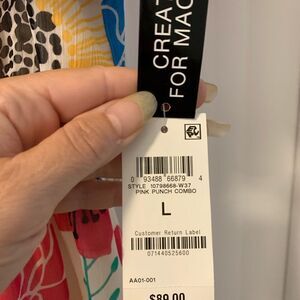 CREAT
FOR MAC
0 93488 66879 4
STYLE 10798668-W37
PINK PUNCH COMBO
L
Customer Return Label
071440525600
AA01-001
$89.00